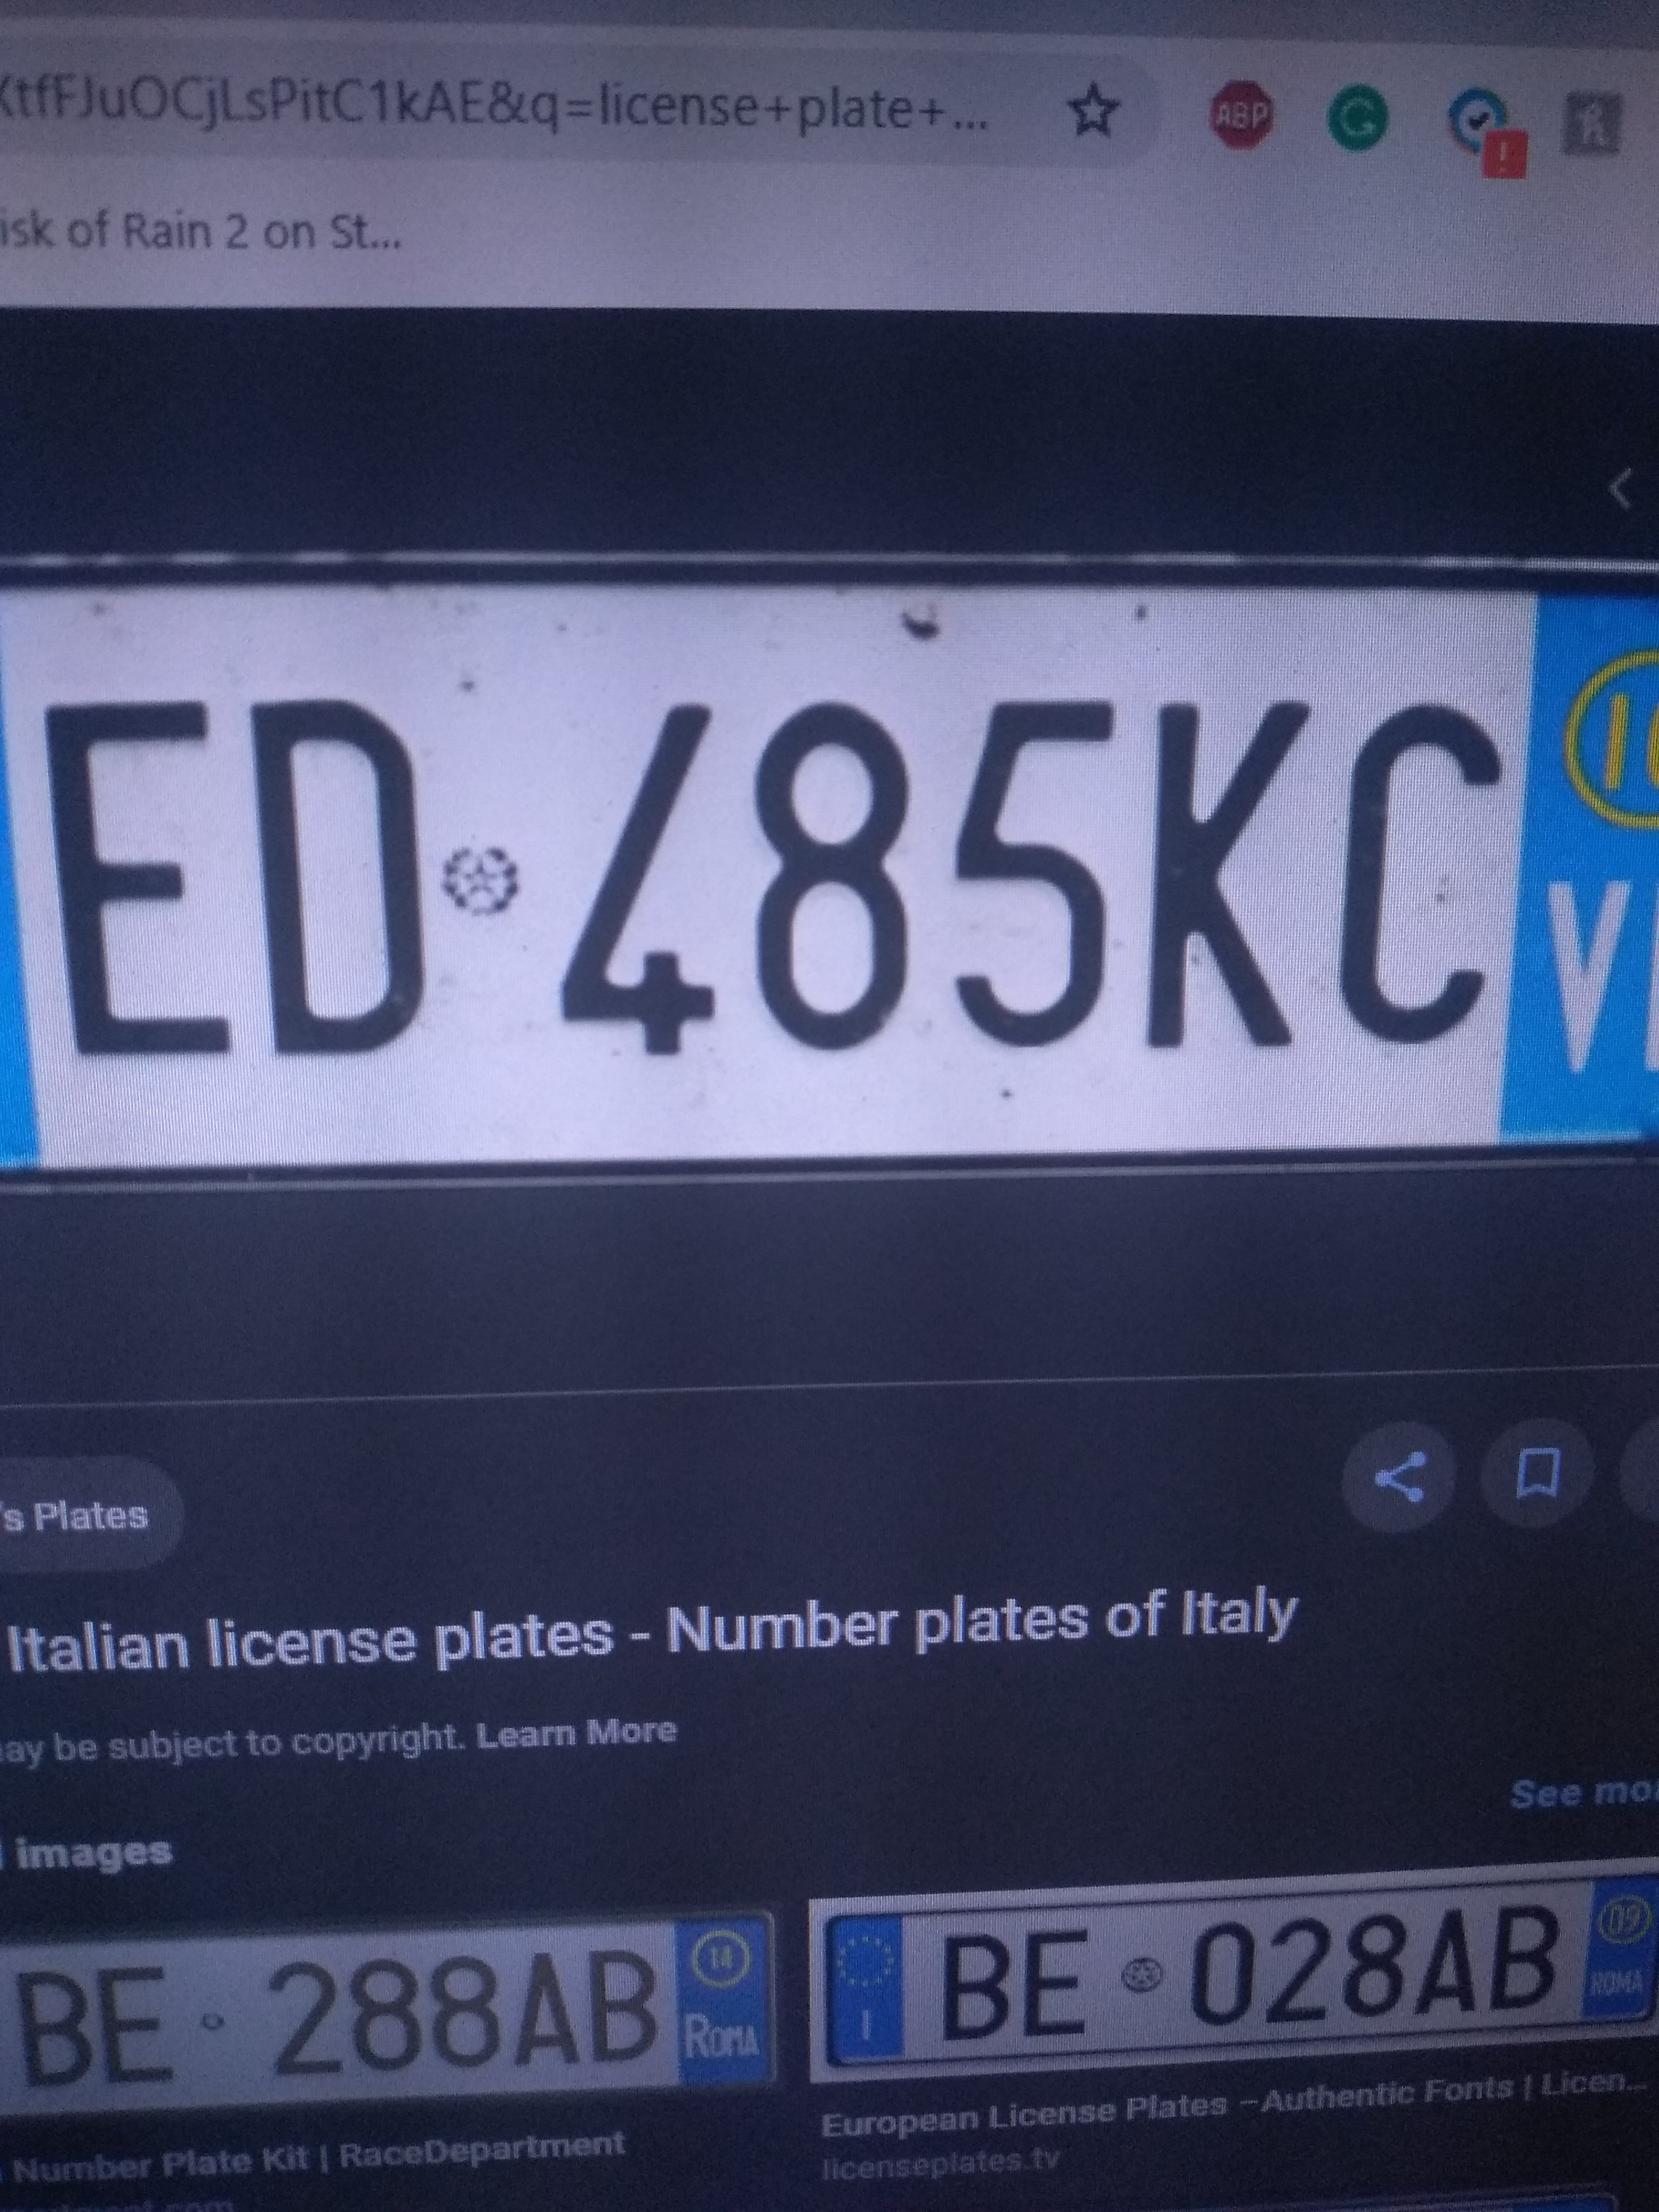 XtfFJuOCjLsPitC1kAE&q=license+plate+...
ABP
isk of Rain 2 on St...
ED 485KC
's Plates
Italian license plates - Number plates of Italy
ay be subject to copyright. Learn More
See mo
images
BE 288AB 14 ROMA
I BE 028AB 09 ROMA
Number Plate Kit | RaceDepartment
European License Plates – Authentic Fonts | Licen...
licenseplates.tv